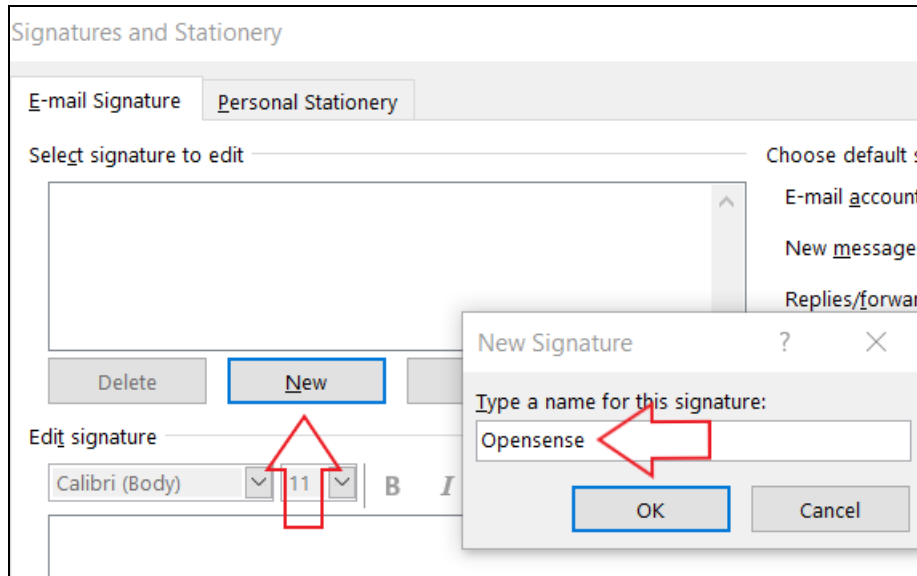 Signatures and Stationery
E-mail Signature Personal Stationery
Select signature to edit Choose default s
E-mail account
New message
Replies/forwar
Delete New
New Signature ? ×
Type a name for this signature:
Opensense
OK Cancel
Edit signature
Calibri (Body) 11 B I